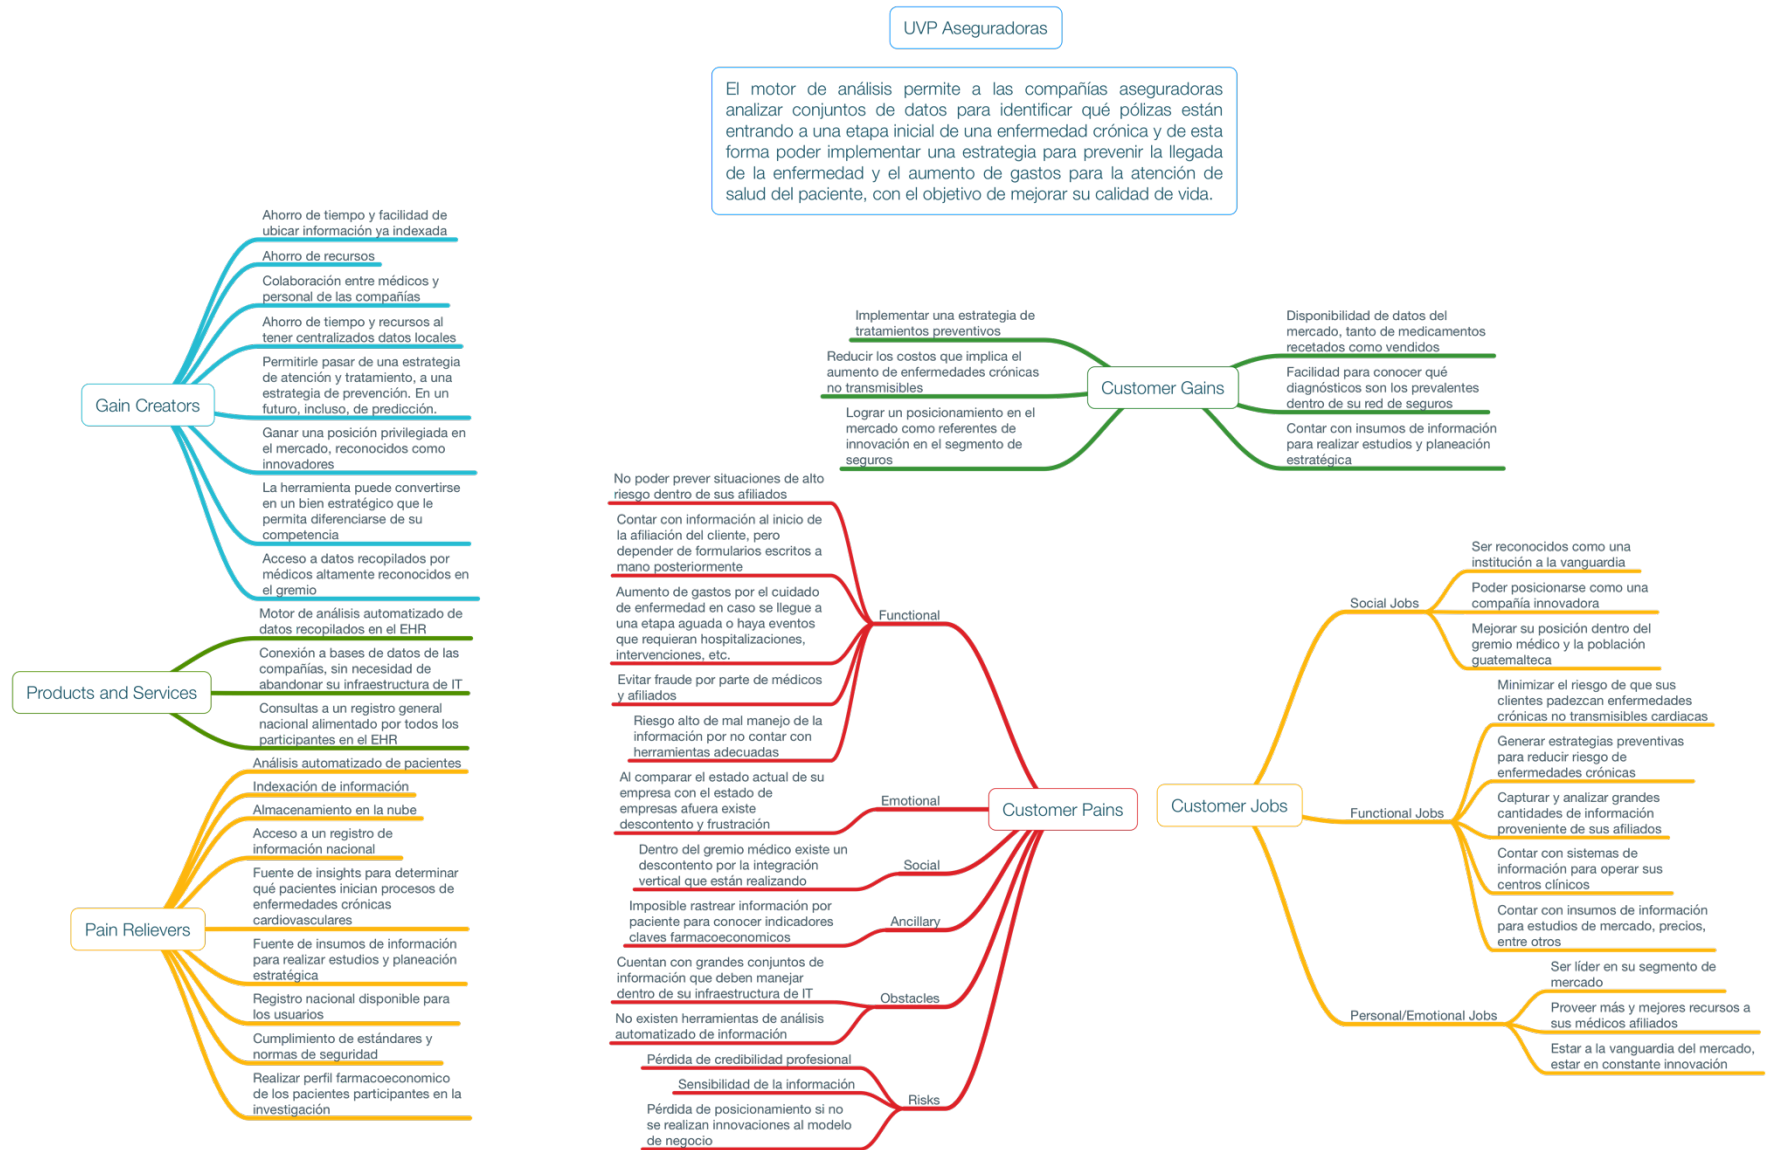 UVP Aseguradoras
El motor de análisis permite a las compañías aseguradoras
analizar conjuntos de datos para identificar qué pólizas están
entrando a una etapa inicial de una enfermedad crónica y de esta
forma poder implementar una estrategia para prevenir la llegada
de la enfermedad y el aumento de gastos para la atención de
salud del paciente, con el objetivo de mejorar su calidad de vida.
Gain Creators
Ahorro de tiempo y facilidad de
ubicar información ya indexada
Ahorro de recursos
Colaboración entre médicos y
personal de las compañías
Ahorro de tiempo y recursos al
tener centralizados datos locales
Permitirle pasar de una estrategia
de atención y tratamiento, a una
estrategia de prevención. En un
futuro, incluso, de predicción.
Ganar una posición privilegiada en
el mercado, reconocidos como
innovadores
La herramienta puede convertirse
en un bien estratégico que le
permita diferenciarse de su
competencia
Acceso a datos recopilados por
médicos altamente reconocidos en
el gremio
Products and Services
Motor de análisis automatizado de
datos recopilados en el EHR
Conexión a bases de datos de las
compañías, sin necesidad de
abandonar su infraestructura de IT
Consultas a un registro general
nacional alimentado por todos los
participantes en el EHR
Pain Relievers
Análisis automatizado de pacientes
Indexación de información
Almacenamiento en la nube
Acceso a un registro de
información nacional
Fuente de insights para determinar
qué pacientes inician procesos de
enfermedades crónicas
cardiovasculares
Fuente de insumos de información
para realizar estudios y planeación
estratégica
Registro nacional disponible para
los usuarios
Cumplimiento de estándares y
normas de seguridad
Realizar perfil farmacoeconomico
de los pacientes participantes en la
investigación
Customer Gains
Implementar una estrategia de
tratamientos preventivos
Reducir los costos que implica el
aumento de enfermedades crónicas
no transmisibles
Lograr un posicionamiento en el
mercado como referentes de
innovación en el segmento de
seguros
Disponibilidad de datos del
mercado, tanto de medicamentos
recetados como vendidos
Facilidad para conocer qué
diagnósticos son los prevalentes
dentro de su red de seguros
Contar con insumos de información
para realizar estudios y planeación
estratégica
Customer Pains
Functional
No poder prever situaciones de alto
riesgo dentro de sus afiliados
Contar con información al inicio de
la afiliación del cliente, pero
depender de formularios escritos a
mano posteriormente
Aumento de gastos por el cuidado
de enfermedad en caso se llegue a
una etapa aguada o haya eventos
que requieran hospitalizaciones,
intervenciones, etc.
Evitar fraude por parte de médicos
y afiliados
Riesgo alto de mal manejo de la
información por no contar con
herramientas adecuadas
Emotional
Al comparar el estado actual de su
empresa con el estado de
empresas afuera existe
descontento y frustración
Social
Dentro del gremio médico existe un
descontento por la integración
vertical que están realizando
Ancillary
Imposible rastrear información por
paciente para conocer indicadores
claves farmacoeconomicos
Obstacles
Cuentan con grandes conjuntos de
información que deben manejar
dentro de su infraestructura de IT
No existen herramientas de análisis
automatizado de información
Risks
Pérdida de credibilidad profesional
Sensibilidad de la información
Pérdida de posicionamiento si no
se realizan innovaciones al modelo
de negocio
Customer Jobs
Social Jobs
Ser reconocidos como una
institución a la vanguardia
Poder posicionarse como una
compañía innovadora
Mejorar su posición dentro del
gremio médico y la población
guatemalteca
Functional Jobs
Minimizar el riesgo de que sus
clientes padezcan enfermedades
crónicas no transmisibles cardiacas
Generar estrategias preventivas
para reducir riesgo de
enfermedades crónicas
Capturar y analizar grandes
cantidades de información
proveniente de sus afiliados
Contar con sistemas de
información para operar sus
centros clínicos
Contar con insumos de información
para estudios de mercado, precios,
entre otros
Personal/Emotional Jobs
Ser líder en su segmento de
mercado
Proveer más y mejores recursos a
sus médicos afiliados
Estar a la vanguardia del mercado,
estar en constante innovación